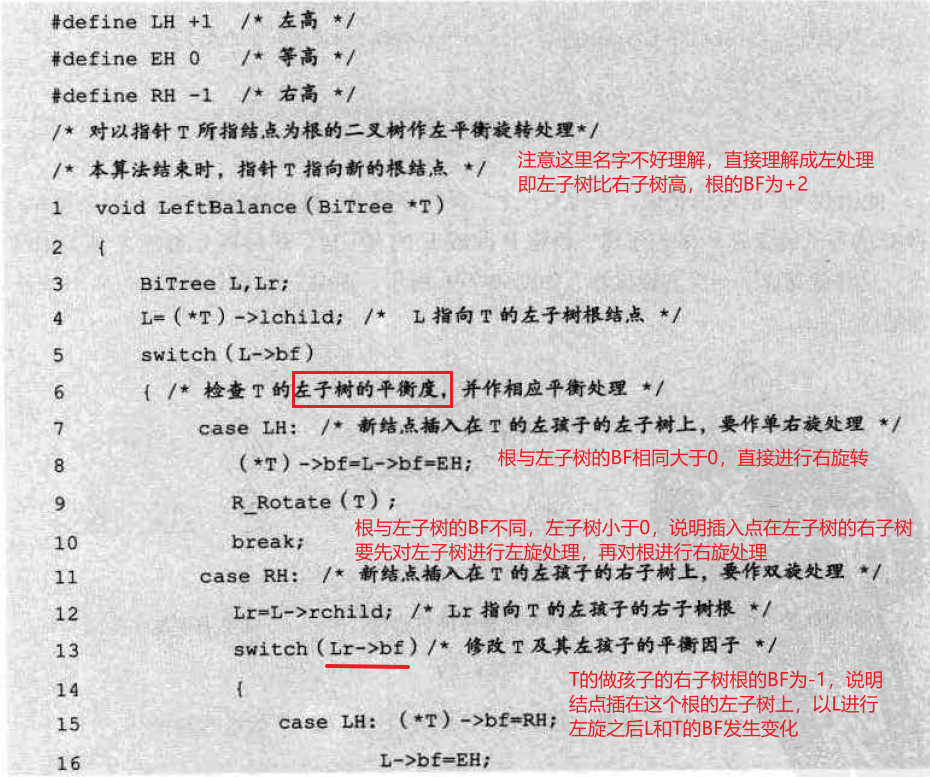 #define LH +1 /* 左高 */
#define EH 0 /* 等高 */
#define RH -1 /* 右高 */
/* 对以指针 T 所指结点为根的二叉树作左平衡旋转处理*/
/* 本算法结束时，指针 T 指向新的根结点 */
注意这里名字不好理解，直接理解成左处理
即左子树比右子树高，根的BF为+2
1 void LeftBalance(BiTree *T)
2 {
3 BiTree L,Lr;
4 L=(*T)->lchild; /* L 指向 T 的左子树根结点 */
5 switch(L->bf)
6 { /* 检查 T 的左子树的平衡度，并作相应平衡处理 */
7 case LH: /* 新结点插入在 T 的左孩子的左子树上，要作单右旋处理 */
8 (*T)->bf=L->bf=EH;
根与左子树的BF相同大于0，直接进行右旋转
9 R_Rotate(T);
根与左子树的BF不同，左子树小于0，说明插入点在左子树的右子树
要先对左子树进行左旋处理，再对根进行右旋处理
10 break;
11 case RH: /* 新结点插入在 T 的左孩子的右子树上，要作双旋处理 */
12 Lr=L->rchild; /* Lr 指向 T 的左孩子的右子树根 */
13 switch(Lr->bf) /* 修改 T 及其左孩子的平衡因子 */
14 {
T的做孩子的右子树根的BF为-1，说明
结点插在这个根的左子树上，以L进行
左旋之后L和T的BF发生变化
15 case LH: (*T)->bf=RH;
16 L->bf=EH;